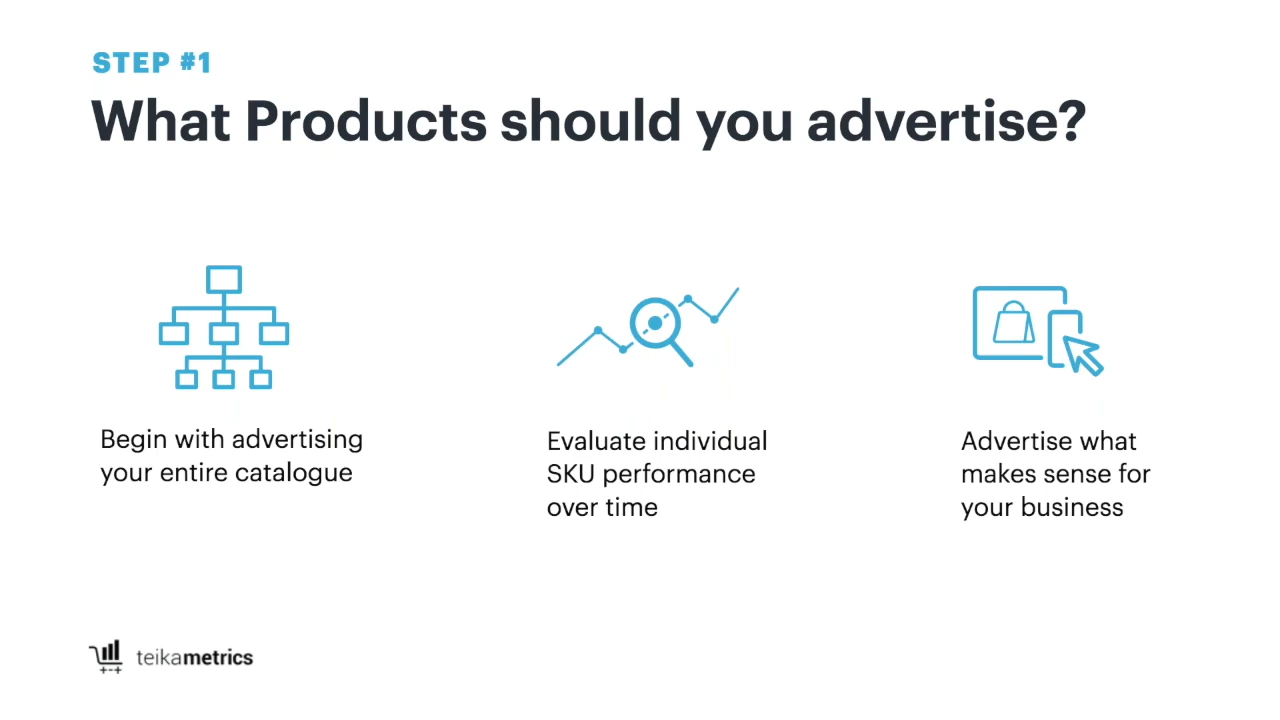 STEP #1
What Products should you advertise?
Begin with advertising
your entire catalogue
Evaluate individual
SKU performance
over time
Advertise what
makes sense for
your business
teikametrics